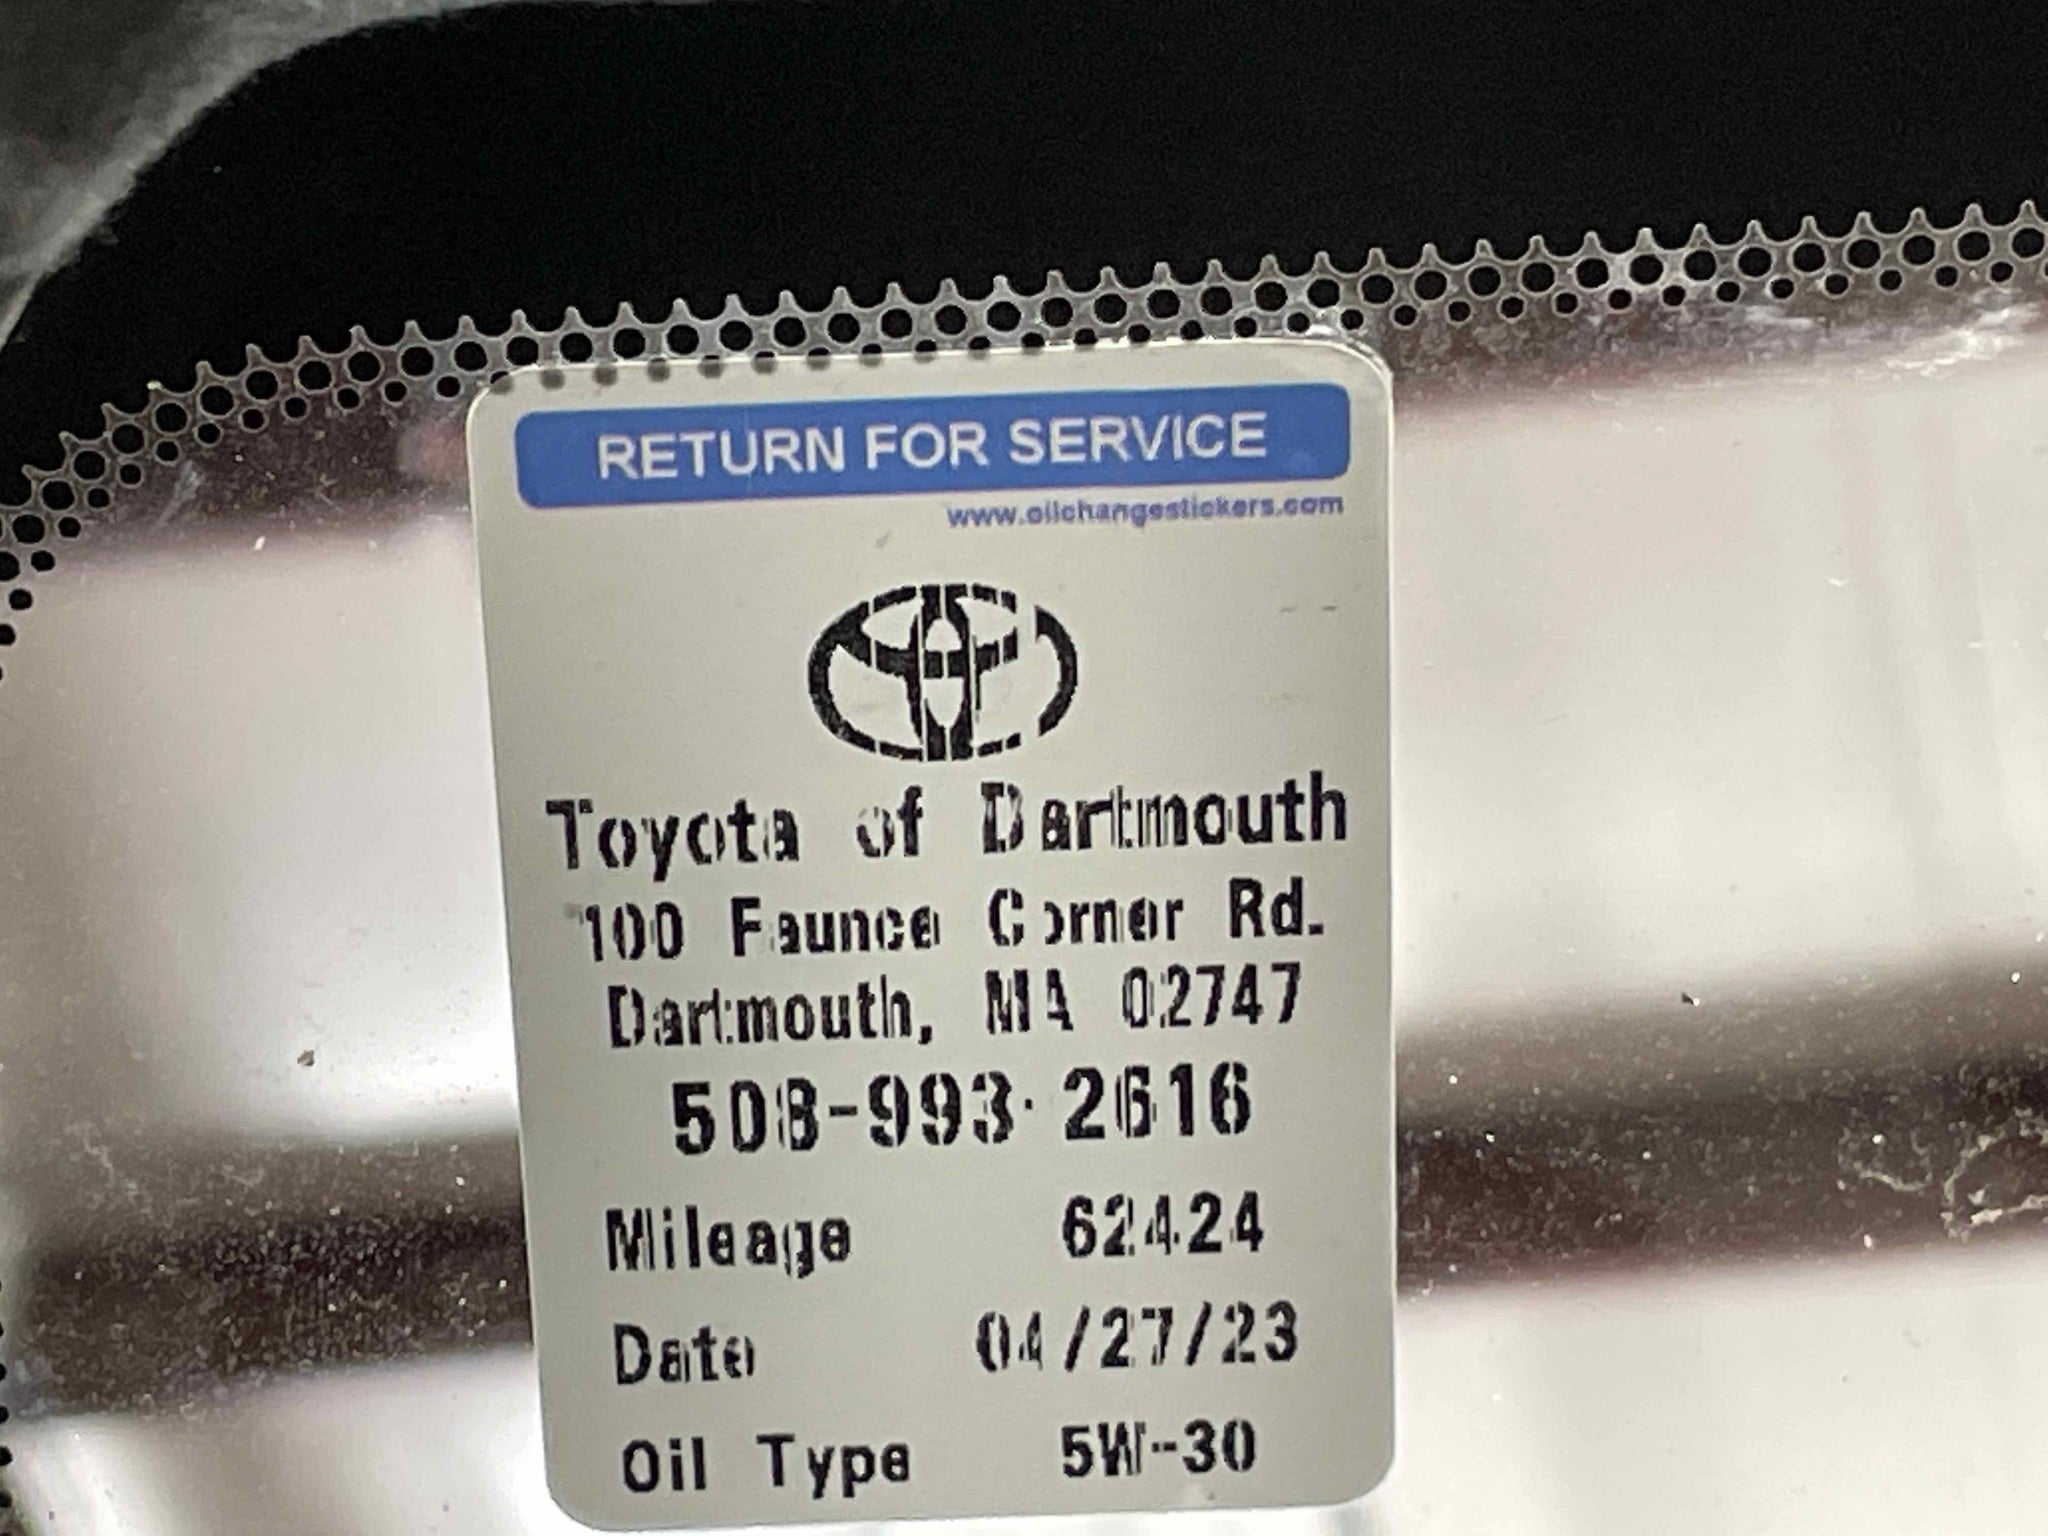 RETURN FOR SERVICE
www.oilchangestickers.com
Toyota of Dartmouth
100 Faunce Corner Rd.
Dartmouth, MA 02747
508-993-2616
Mileage 62424
Date 04/27/23
Oil Type 5W-30